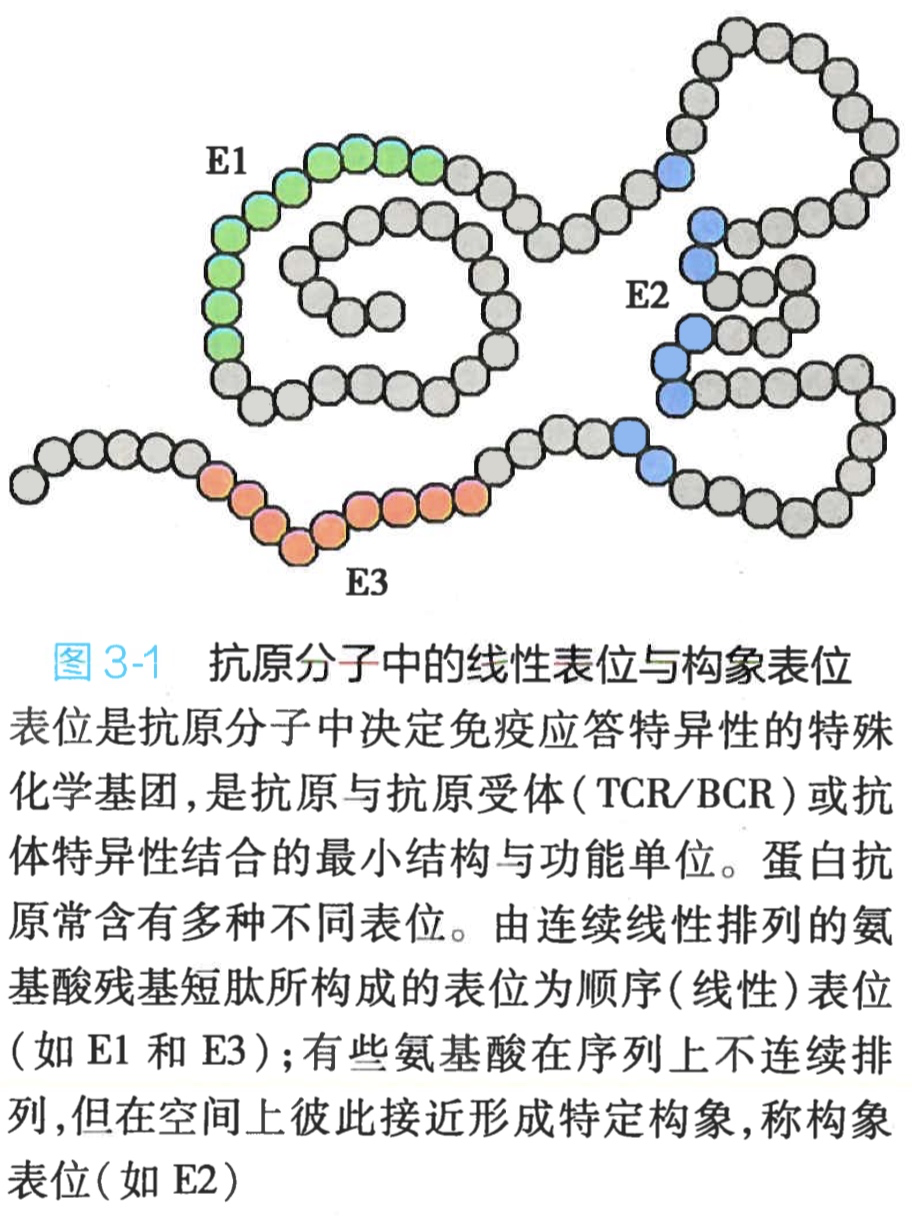 E1
E2
E3
图 3-1 抗原分子中的线性表位与构象表位
表位是抗原分子中决定免疫应答特异性的特殊
化学基团,是抗原与抗原受体(TCR/BCR)或抗
体特异性结合的最小结构与功能单位。蛋白抗
原常含有多种不同表位。由连续线性排列的氨
基酸残基短肽所构成的表位为顺序(线性)表位
(如 E1 和 E3);有些氨基酸在序列上不连续排
列,但在空间上彼此接近形成特定构象,称构象
表位(如 E2)